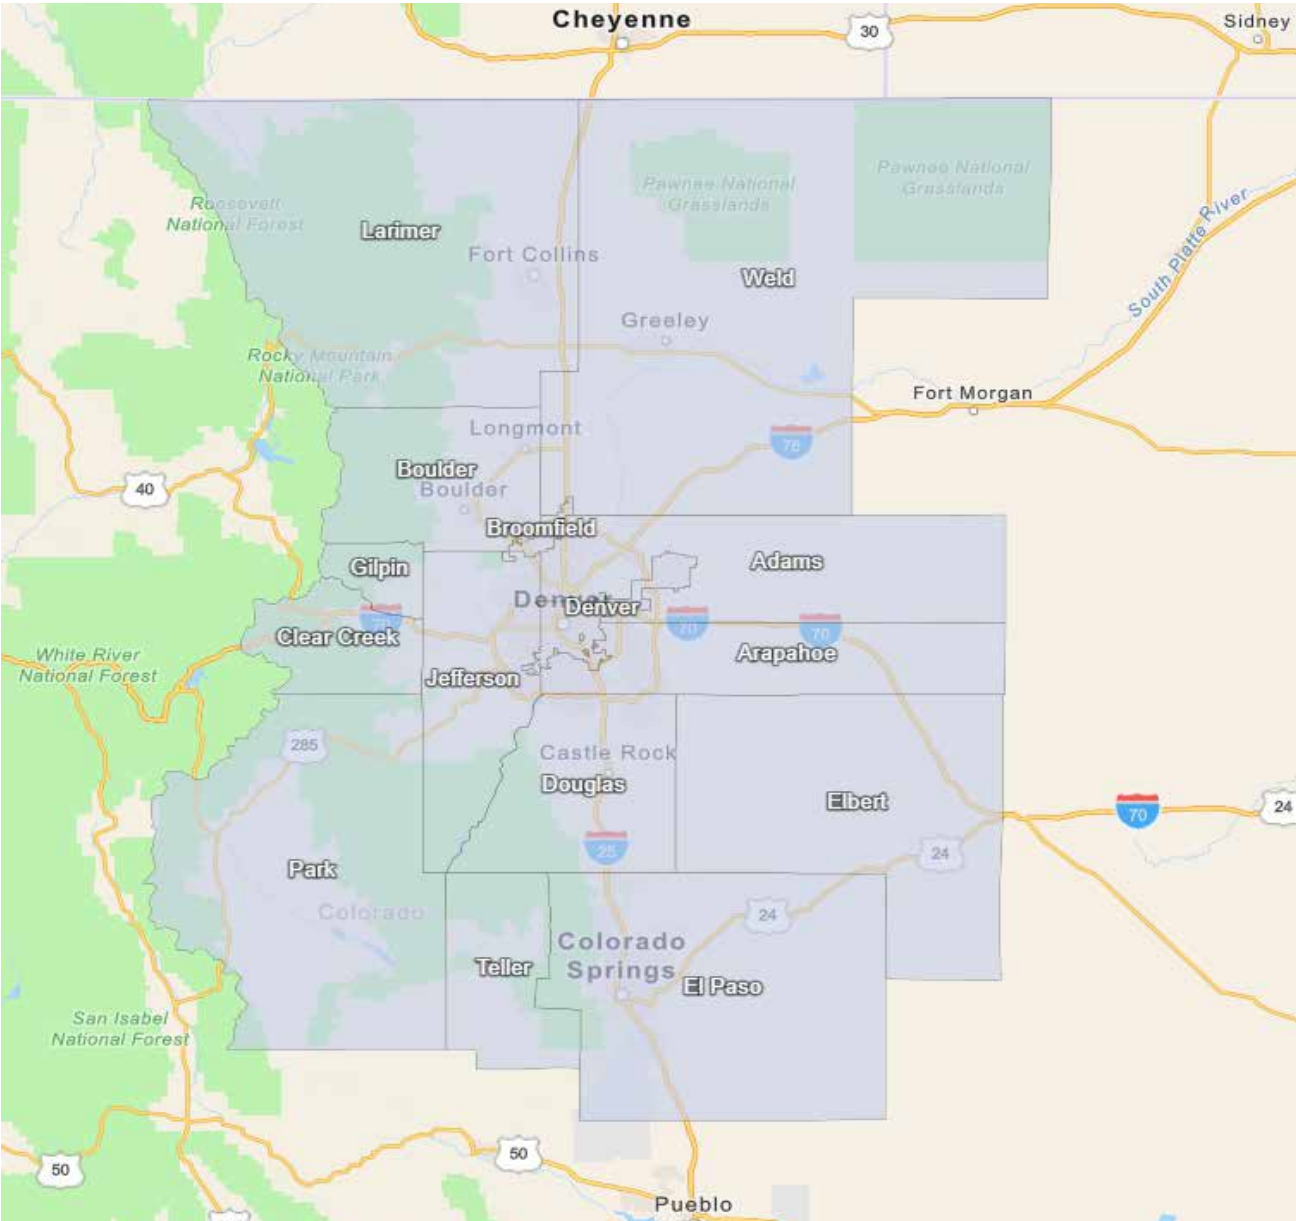 Cheyenne
30
Sidney
Roosevelt
National Forest
Larimer
Fort Collins
Pawnee National
Grasslands
Pawnee National
Grasslands
Weld
South Platte River
Greeley
Rocky Mountain
National Park
Fort Morgan
Longmont
76
Boulder
Boulder
40
Broomfield
Gilpin
Adams
Denver
Denver
70
70
70
Clear Creek
Arapahoe
White River
National Forest
Jefferson
285
Castle Rock
Douglas
Elbert
70
24
25
24
Park
Colorado
24
Colorado
Springs
Teller
El Paso
San Isabel
National Forest
50
50
Pueblo